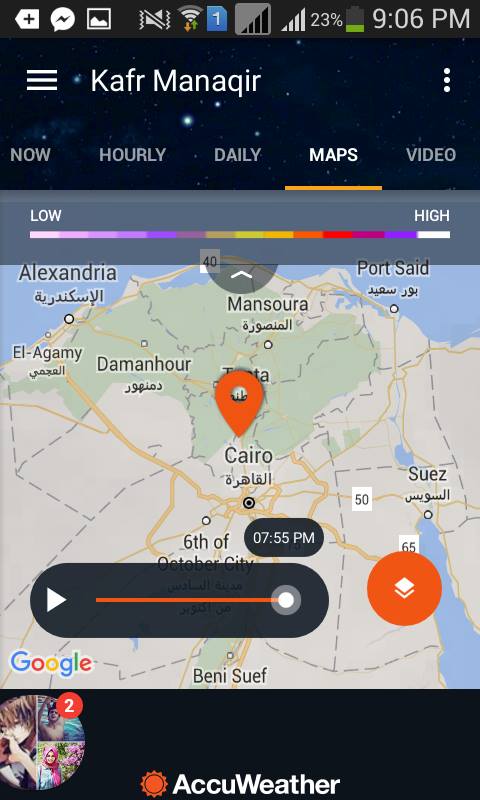 1
23%
9:06 PM
Kafr Manaqir
NOW
HOURLY
DAILY
MAPS
VIDEO
LOW
HIGH
40
Alexandria
الإسكندرية
Port Said
بور سعيد
Mansoura
المنصورة
El-Agamy
العجمي
Damanhour
دمنهور
Cairo
القاهرة
Suez
السويس
50
07:55 PM
65
6th of
October City
مدينة السادس
من أكتوبر
Google
Beni Suef
2
AccuWeather